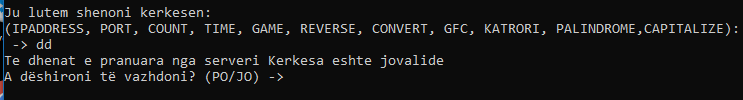 Ju lutem shenoni kerkesen:
(IPADDRESS, PORT, COUNT, TIME, GAME, REVERSE, CONVERT, GFC, KATRORI, PALINDROME,CAPITALIZE):
-> dd
Te dhenat e pranuara nga serveri Kerkesa eshte jovalide
A dëshironi të vazhdoni? (PO/JO) ->